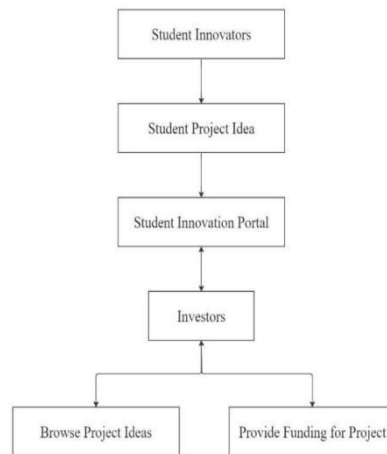 Student Innovators
Student Project Idea
Student Innovation Portal
Investors
Browse Project Ideas
Provide Funding for Project